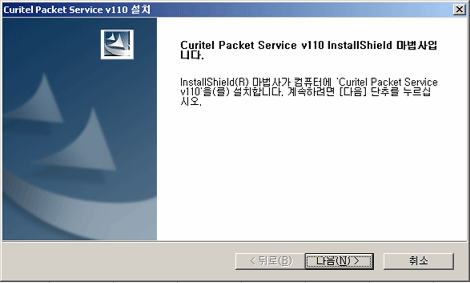 Curitel Packet Service v110 설치
Curitel Packet Service v110 InstallShield 마법사입
니다.
InstallShield(R) 마법사가 컴퓨터에 'Curitel Packet Service
v110'을(를) 설치합니다. 계속하려면 [다음] 단추를 누르십
시오.
< 뒤로(B) 다음(N) > 취소